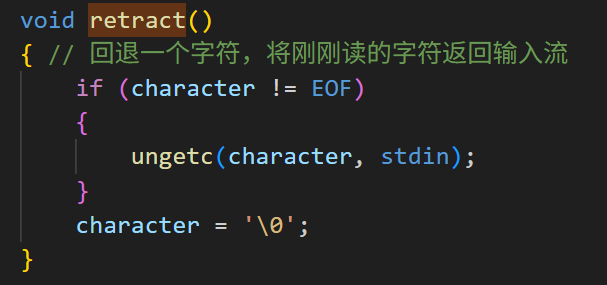 void retract()
{ // 回退一个字符，将刚刚读的字符返回输入流
    if (character != EOF)
    {
        ungetc(character, stdin);
    }
    character = '\0';
}